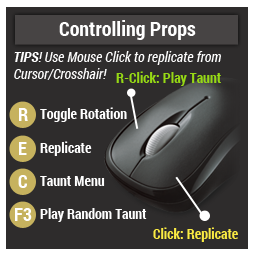 Controlling Props
TIPS! Use Mouse Click to replicate from
Cursor/Crosshair!
R-Click: Play Taunt
R Toggle Rotation
E Replicate
C Taunt Menu
F3 Play Random Taunt
Click: Replicate